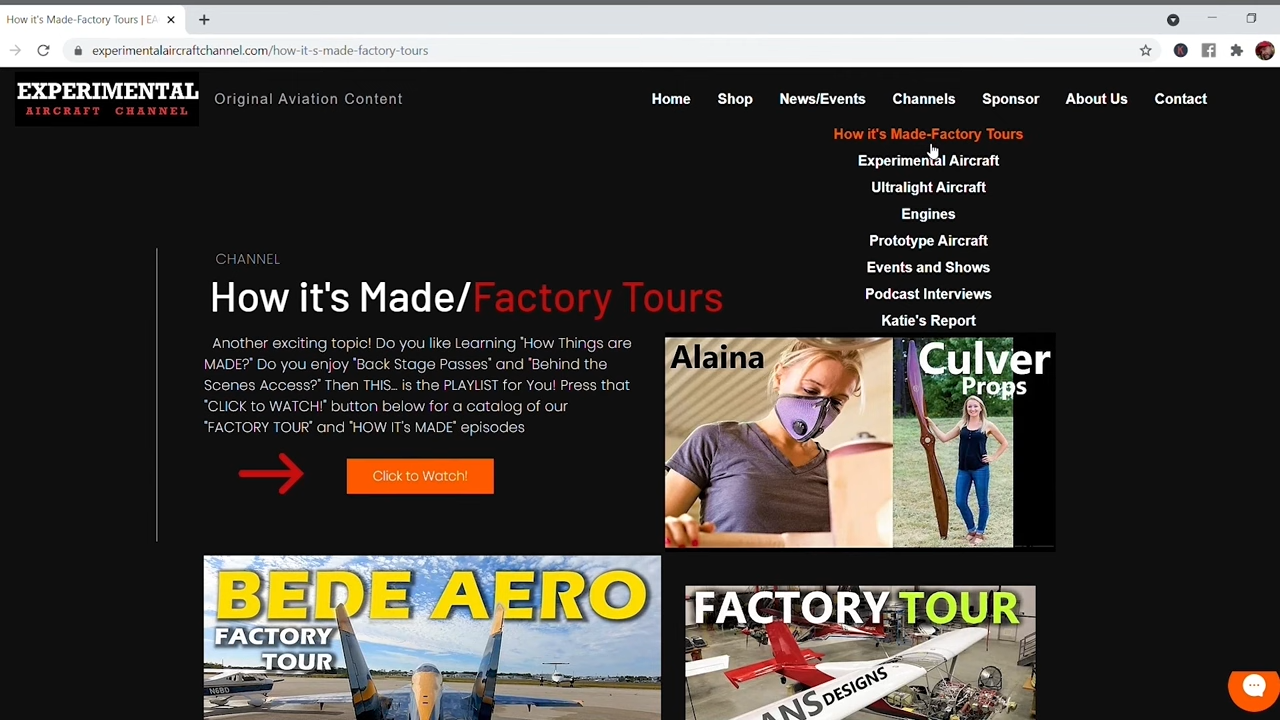 How it's Made-Factory Tours | EA
experimentalaircraftchannel.com/how-it-s-made-factory-tours
EXPERIMENTAL
AIRCRAFT CHANNEL
Original Aviation Content
Home Shop News/Events Channels Sponsor About Us Contact
How it's Made-Factory Tours
Experimental Aircraft
Ultralight Aircraft
Engines
Prototype Aircraft
Events and Shows
Podcast Interviews
Katie's Report
CHANNEL
How it's Made/Factory Tours
Another exciting topic! Do you like Learning "How Things are
MADE?" Do you enjoy "Back Stage Passes" and "Behind the
Scenes Access?" Then THIS... is the PLAYLIST for You! Press that
"CLICK to WATCH!" button below for a catalog of our
"FACTORY TOUR" and "HOW IT's MADE" episodes
Click to Watch!
Alaina
Culver
Props
BEDE AERO
FACTORY
TOUR
N6BD
FACTORY TOUR
ANS DESIGNS